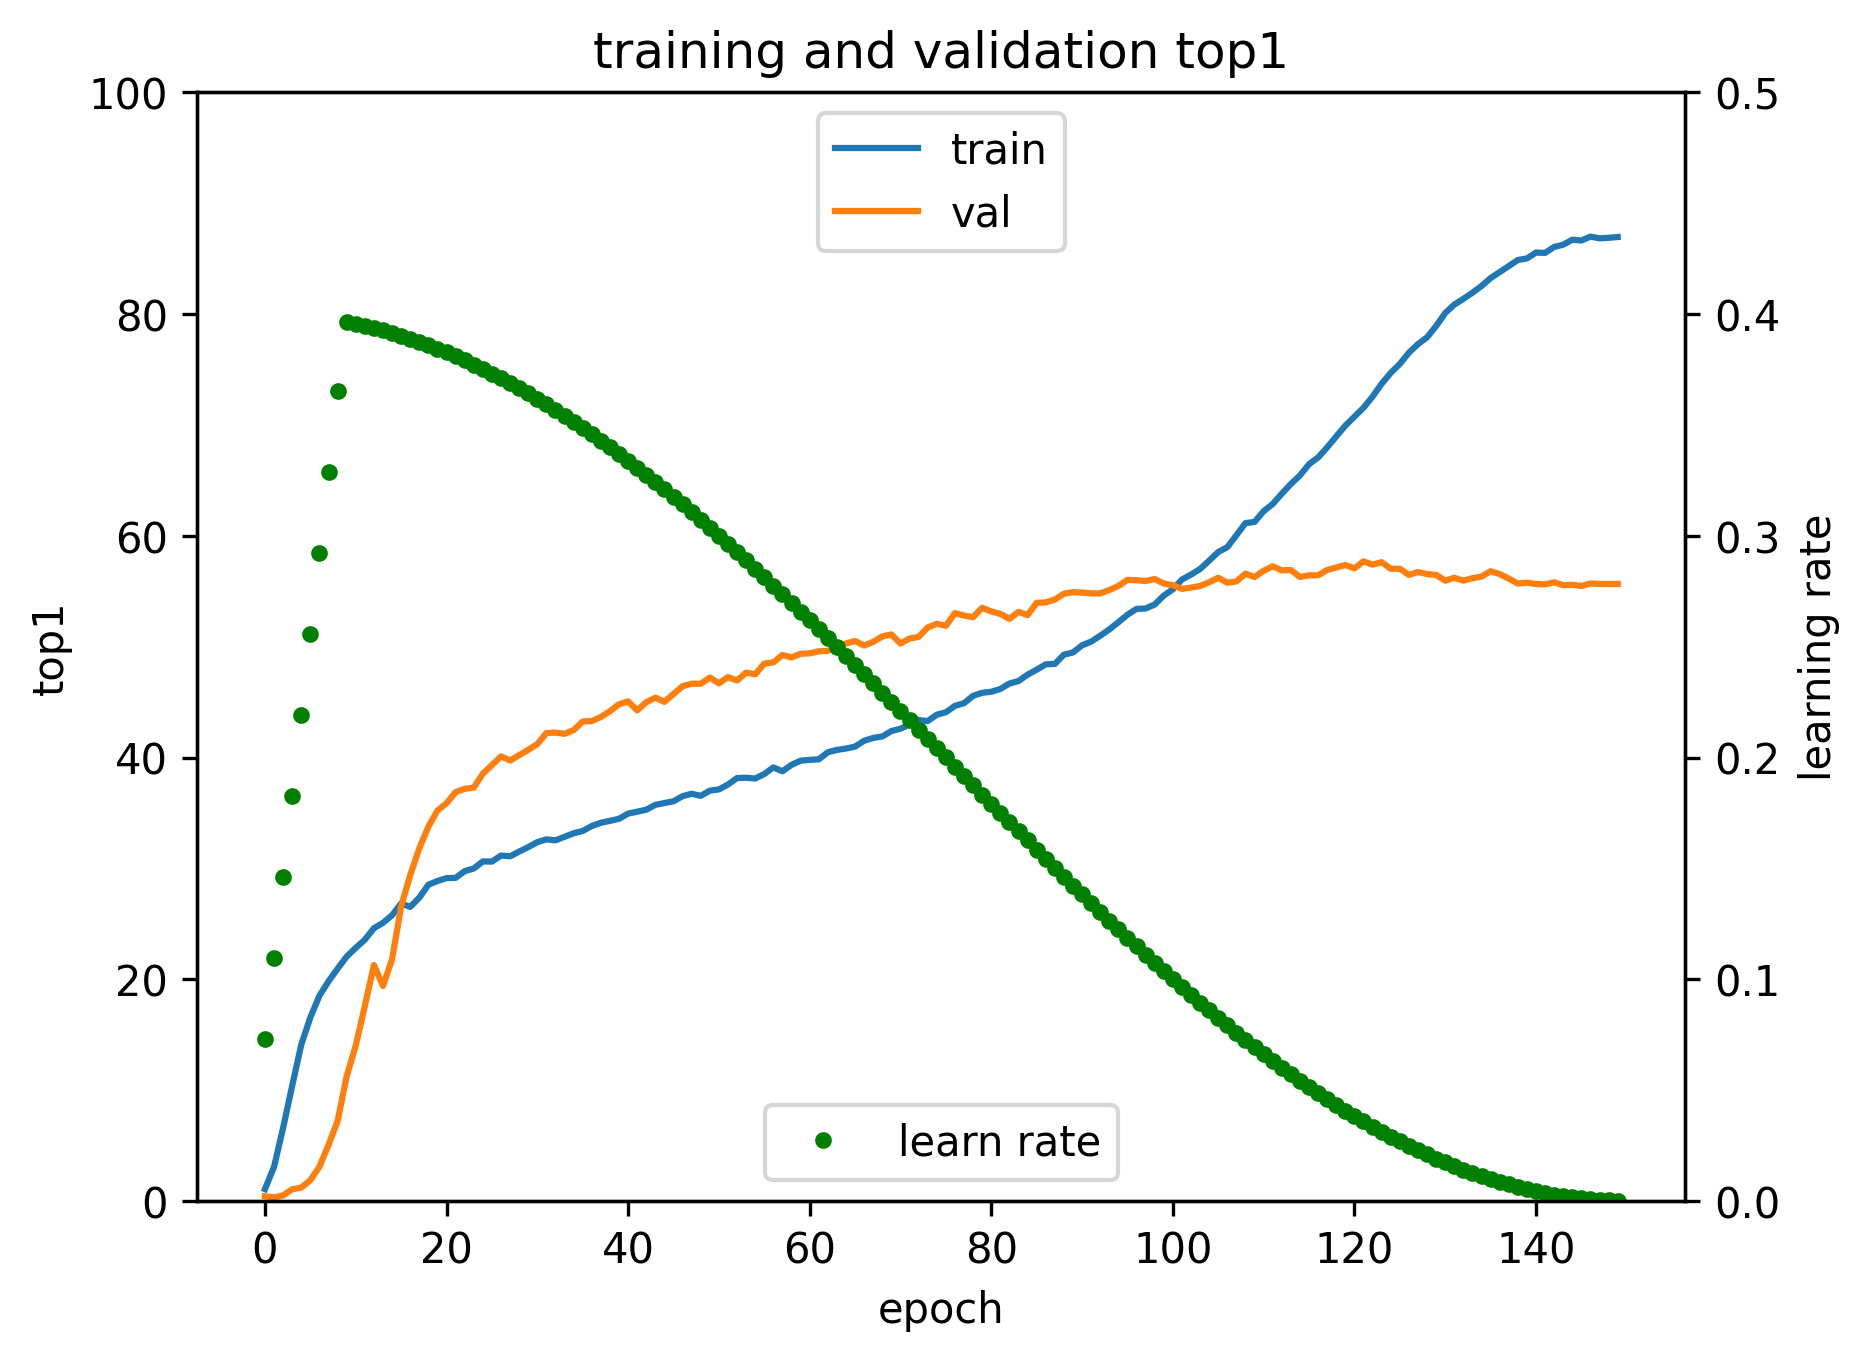 training and validation top1
100
80
60
40
20
0
top1
train
val
learn rate
0.5
0.4
0.3
0.2
0.1
0.0
learning rate
0 20 40 60 80 100 120 140
epoch